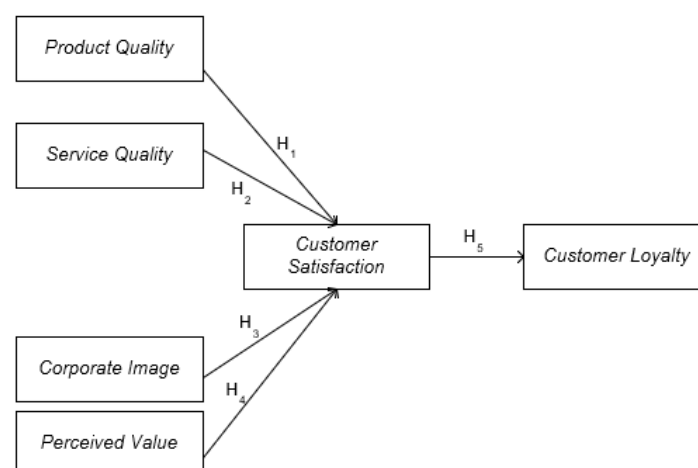 Product Quality
H1
Service Quality
H2
Customer
Satisfaction
H5
Customer Loyalty
H3
Corporate Image
H4
Perceived Value